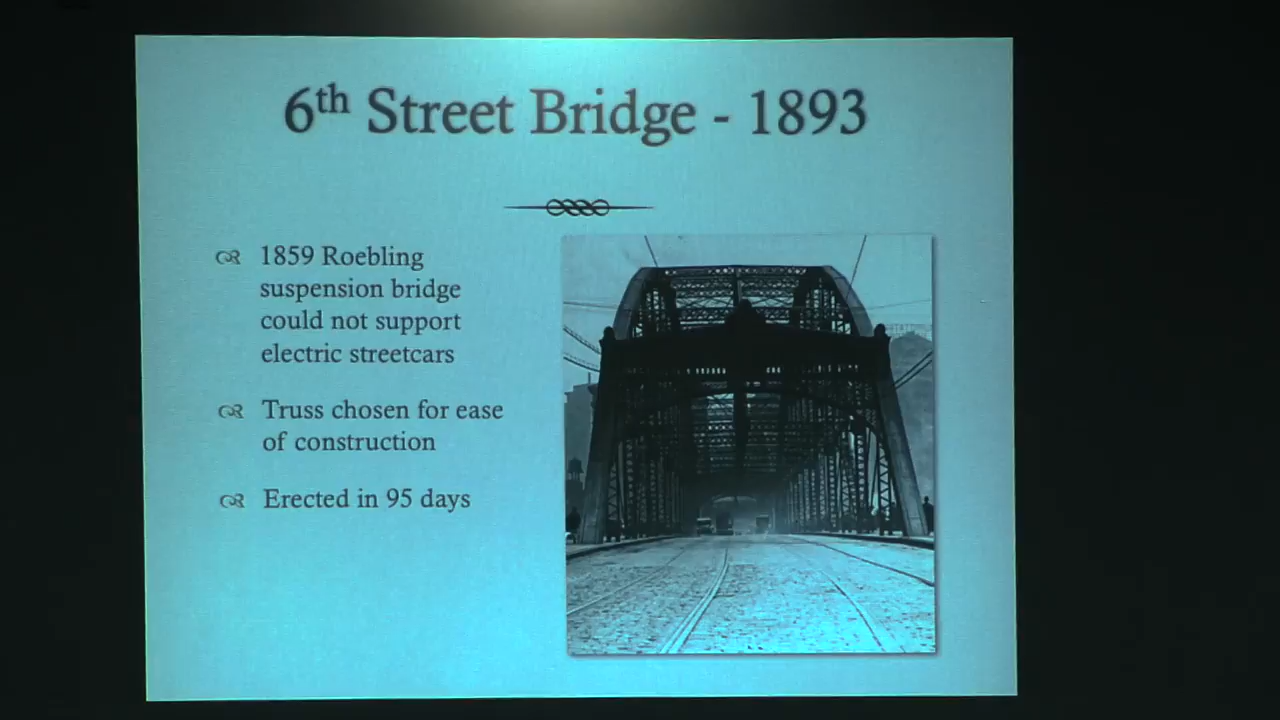 6th Street Bridge - 1893
1859 Roebling
suspension bridge
could not support
electric streetcars
Truss chosen for ease
of construction
Erected in 95 days